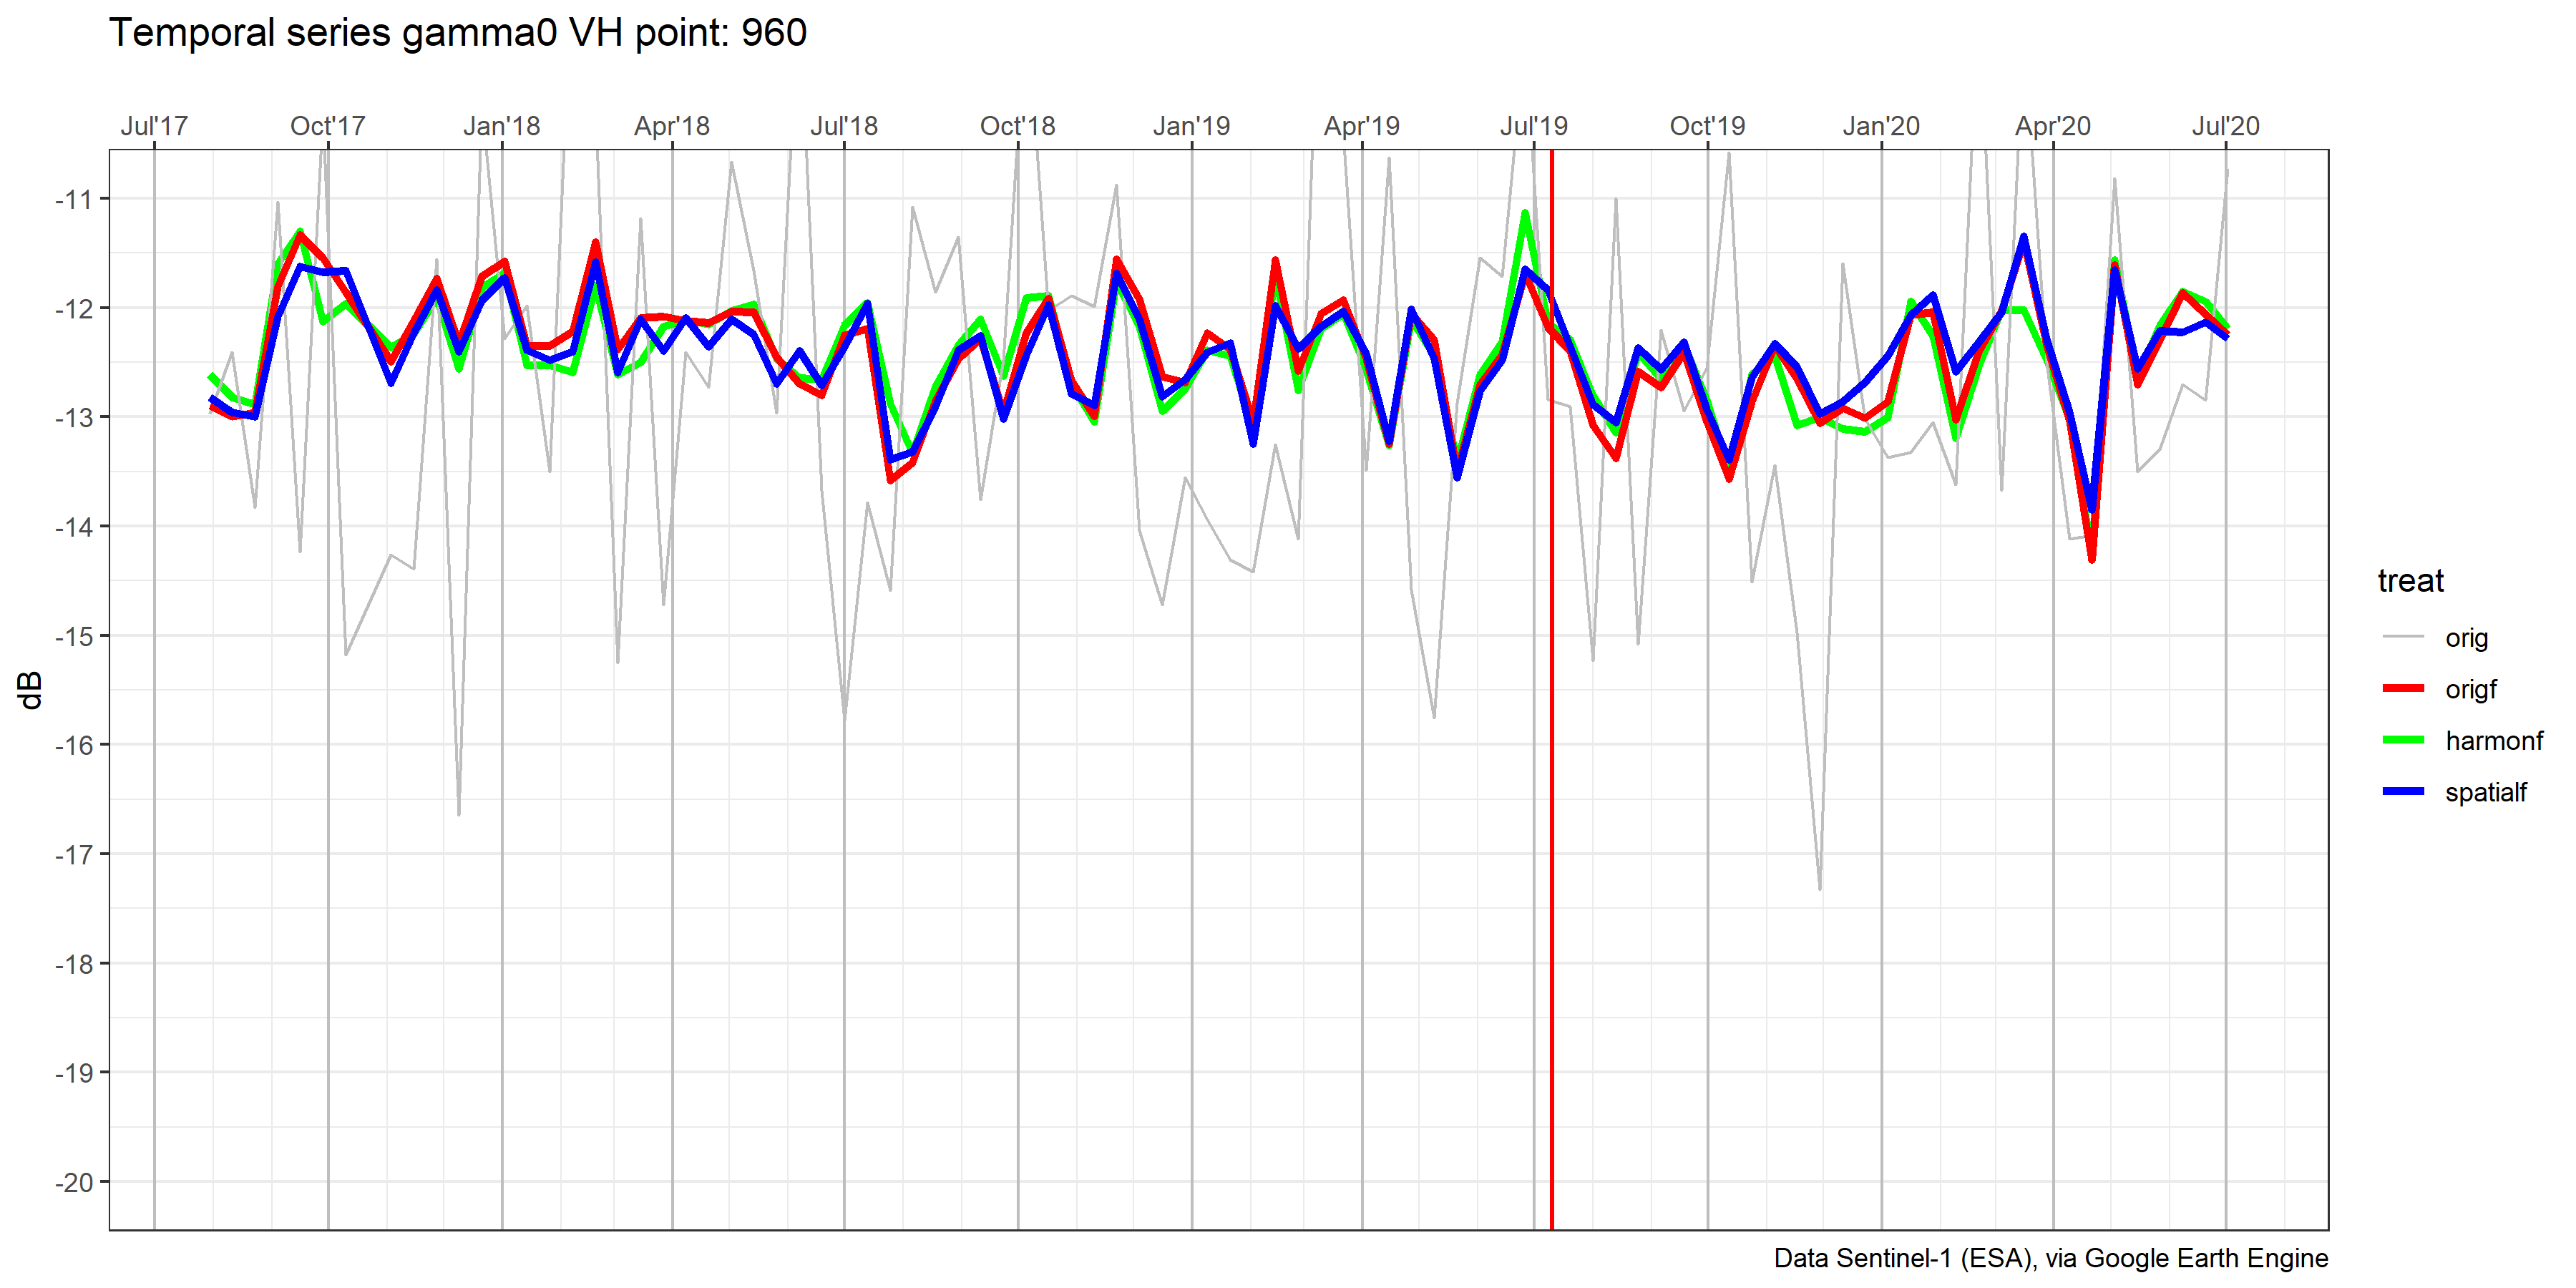 Temporal series gamma0 VH point: 960
Jul'17 Oct'17 Jan'18 Apr'18 Jul'18 Oct'18 Jan'19 Apr'19 Jul'19 Oct'19 Jan'20 Apr'20 Jul'20
-11
-12
-13
-14
-15
-16
-17
-18
-19
-20
dB
treat
orig
origf
harmonf
spatialf
Data Sentinel-1 (ESA), via Google Earth Engine